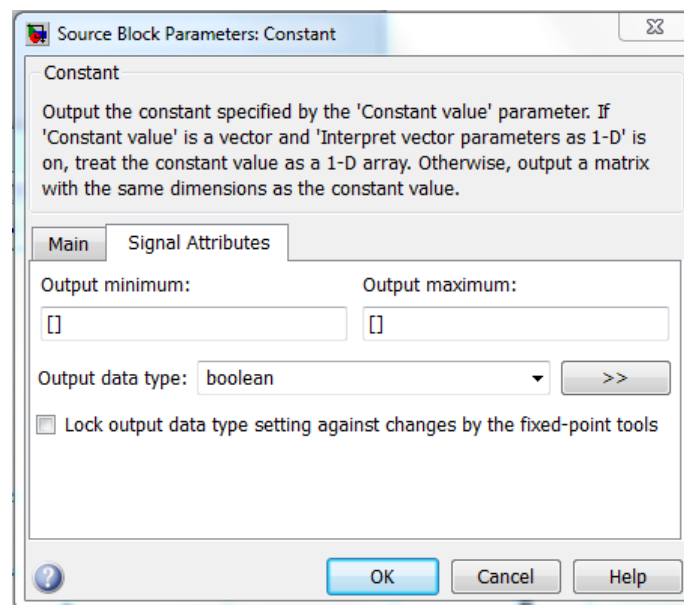 Source Block Parameters: Constant
Constant
Output the constant specified by the 'Constant value' parameter. If
'Constant value' is a vector and 'Interpret vector parameters as 1-D' is
on, treat the constant value as a 1-D array. Otherwise, output a matrix
with the same dimensions as the constant value.
Main Signal Attributes
Output minimum: Output maximum:
[] []
Output data type: boolean >>
Lock output data type setting against changes by the fixed-point tools
? OK Cancel Help